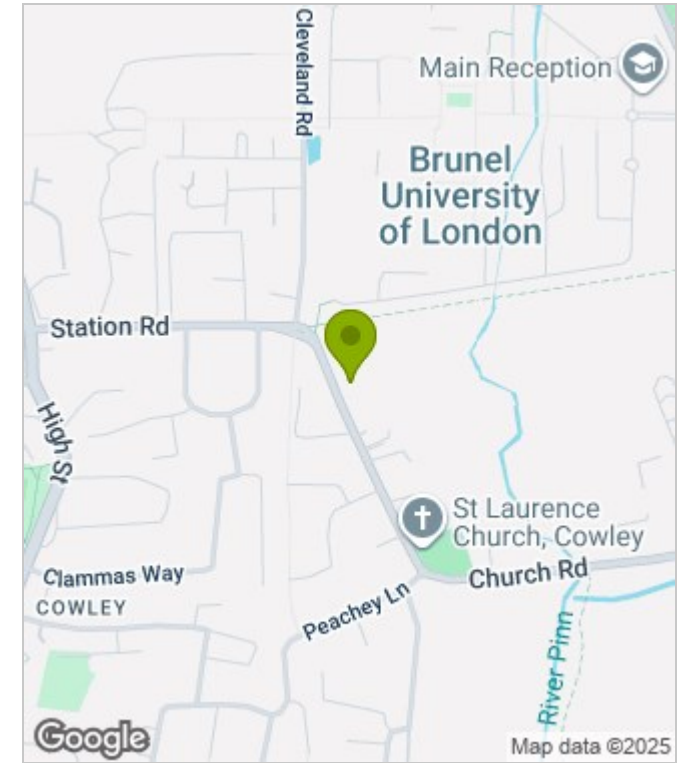 Cleveland Rd
Main Reception
Brunel
University
of London
Station Rd
High St
St Laurence
Church, Cowley
Clammas Way
Church Rd
COWLEY
Peachey Ln
River Pinn
Google
Map data ©2025